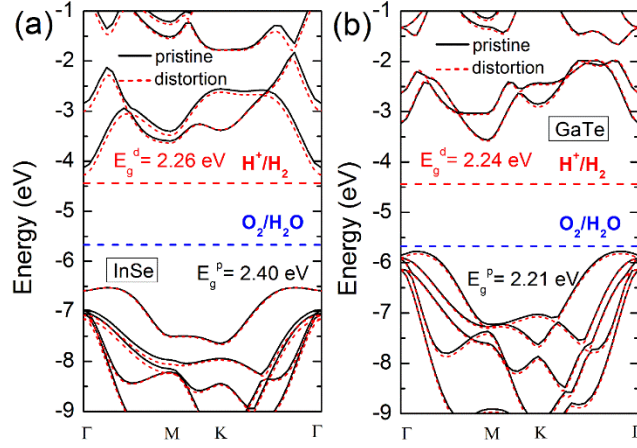 (a)
-1
-2
-3
-4
-5
-6
-7
-8
-9
Energy (eV)
pristine
distortion
E_g^d = 2.26 eV
H⁺/H₂
O₂/H₂O
InSe
E_g^p = 2.40 eV
Γ M K Γ
(b)
-1
-2
-3
-4
-5
-6
-7
-8
-9
Energy (eV)
pristine
distortion
GaTe
E_g^d = 2.24 eV
H⁺/H₂
O₂/H₂O
E_g^p = 2.21 eV
Γ M K Γ